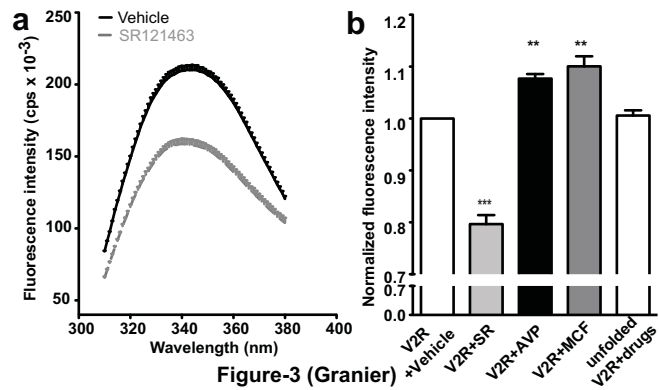 a
Vehicle
SR121463
Fluorescence intensity (cps x 10-3)
250
200
150
100
50
300
320
340
360
380
400
Wavelength (nm)
b
Normalized fluorescence intensity
1.2
1.1
1.0
0.9
0.8
0.7
0.7
0.0
***
**
**
V2R
+Vehicle
V2R+SR
V2R+AVP
V2R+MCF
unfolded
V2R+drugs
Figure-3 (Granier)